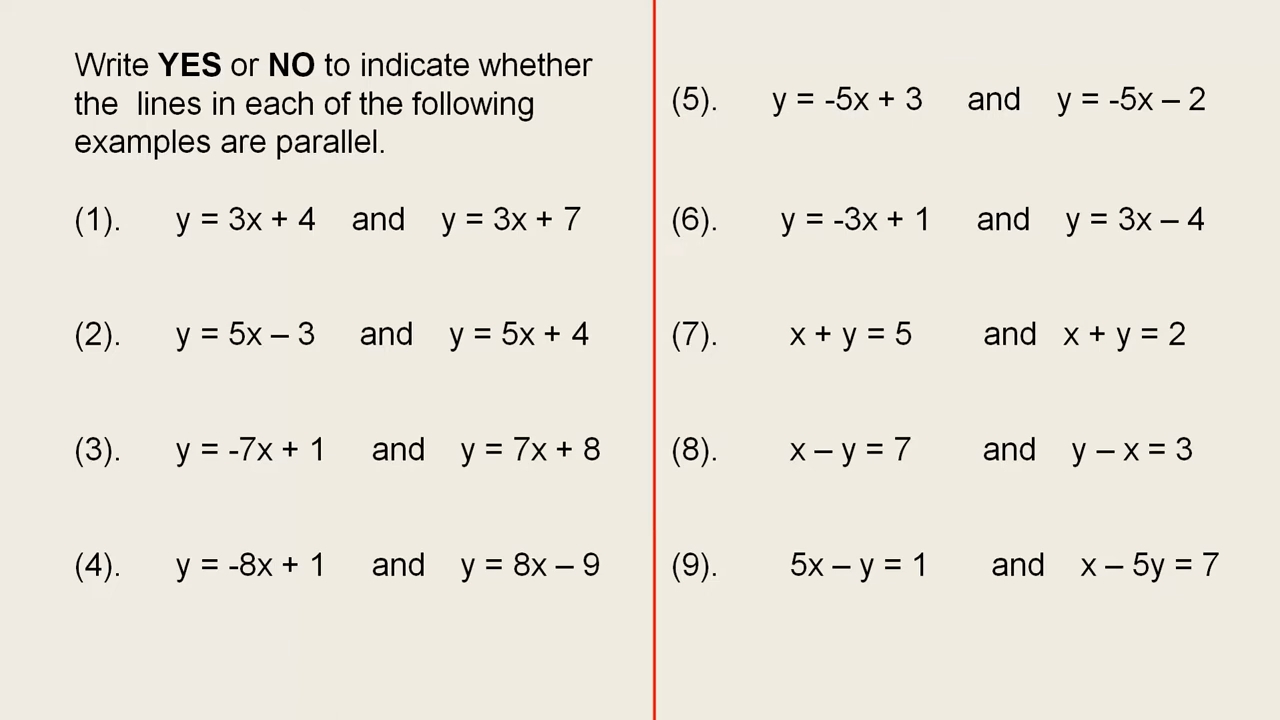 Write YES or NO to indicate whether
the lines in each of the following
examples are parallel.
(1). y = 3x + 4 and y = 3x + 7
(2). y = 5x – 3 and y = 5x + 4
(3). y = -7x + 1 and y = 7x + 8
(4). y = -8x + 1 and y = 8x – 9
(5). y = -5x + 3 and y = -5x – 2
(6). y = -3x + 1 and y = 3x – 4
(7). x + y = 5 and x + y = 2
(8). x – y = 7 and y – x = 3
(9). 5x – y = 1 and x – 5y = 7